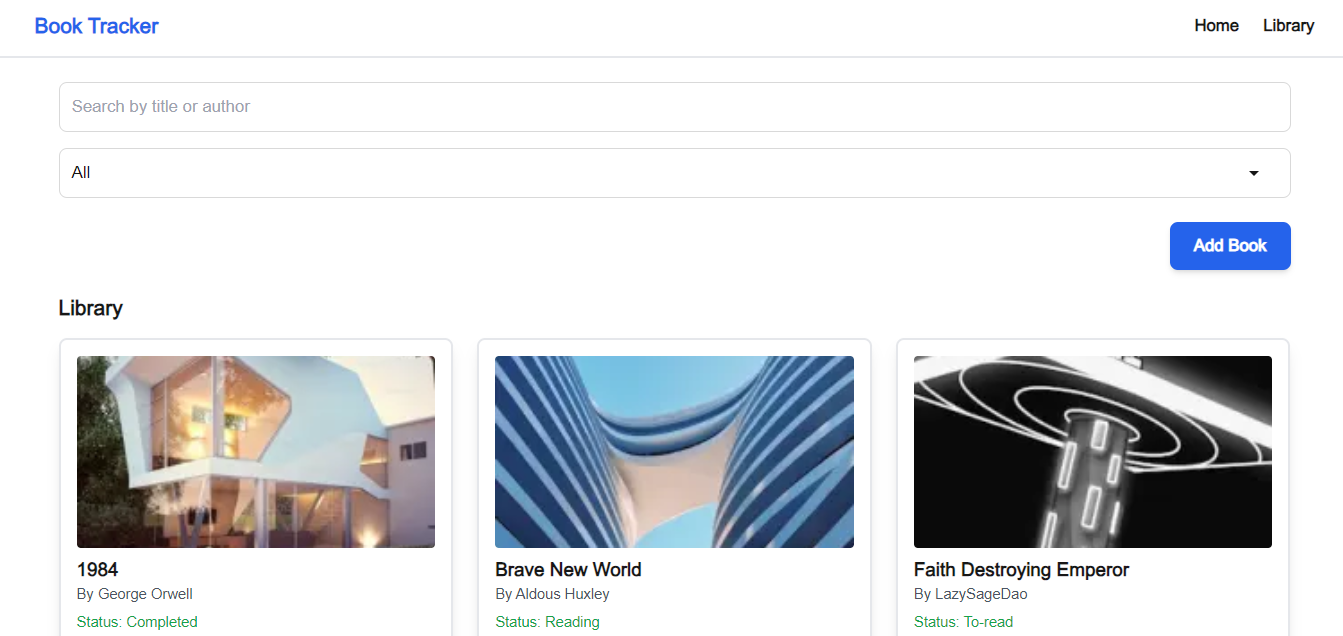 Book Tracker
Home
Library
Search by title or author
All
Add Book
Library
1984
By George Orwell
Status: Completed
Brave New World
By Aldous Huxley
Status: Reading
Faith Destroying Emperor
By LazySageDao
Status: To-read